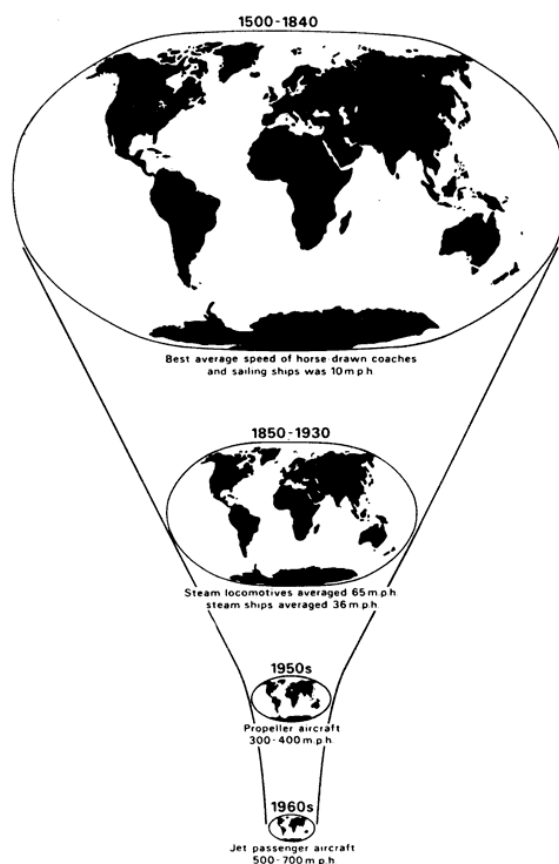 1500-1840
Best average speed of horse drawn coaches
and sailing ships was 10 m.p.h.
1850-1930
Steam locomotives averaged 65 m.p.h.
steam ships averaged 36 m.p.h.
1950s
Propeller aircraft
300-400 m.p.h.
1960s
Jet passenger aircraft
500-700 m.p.h.